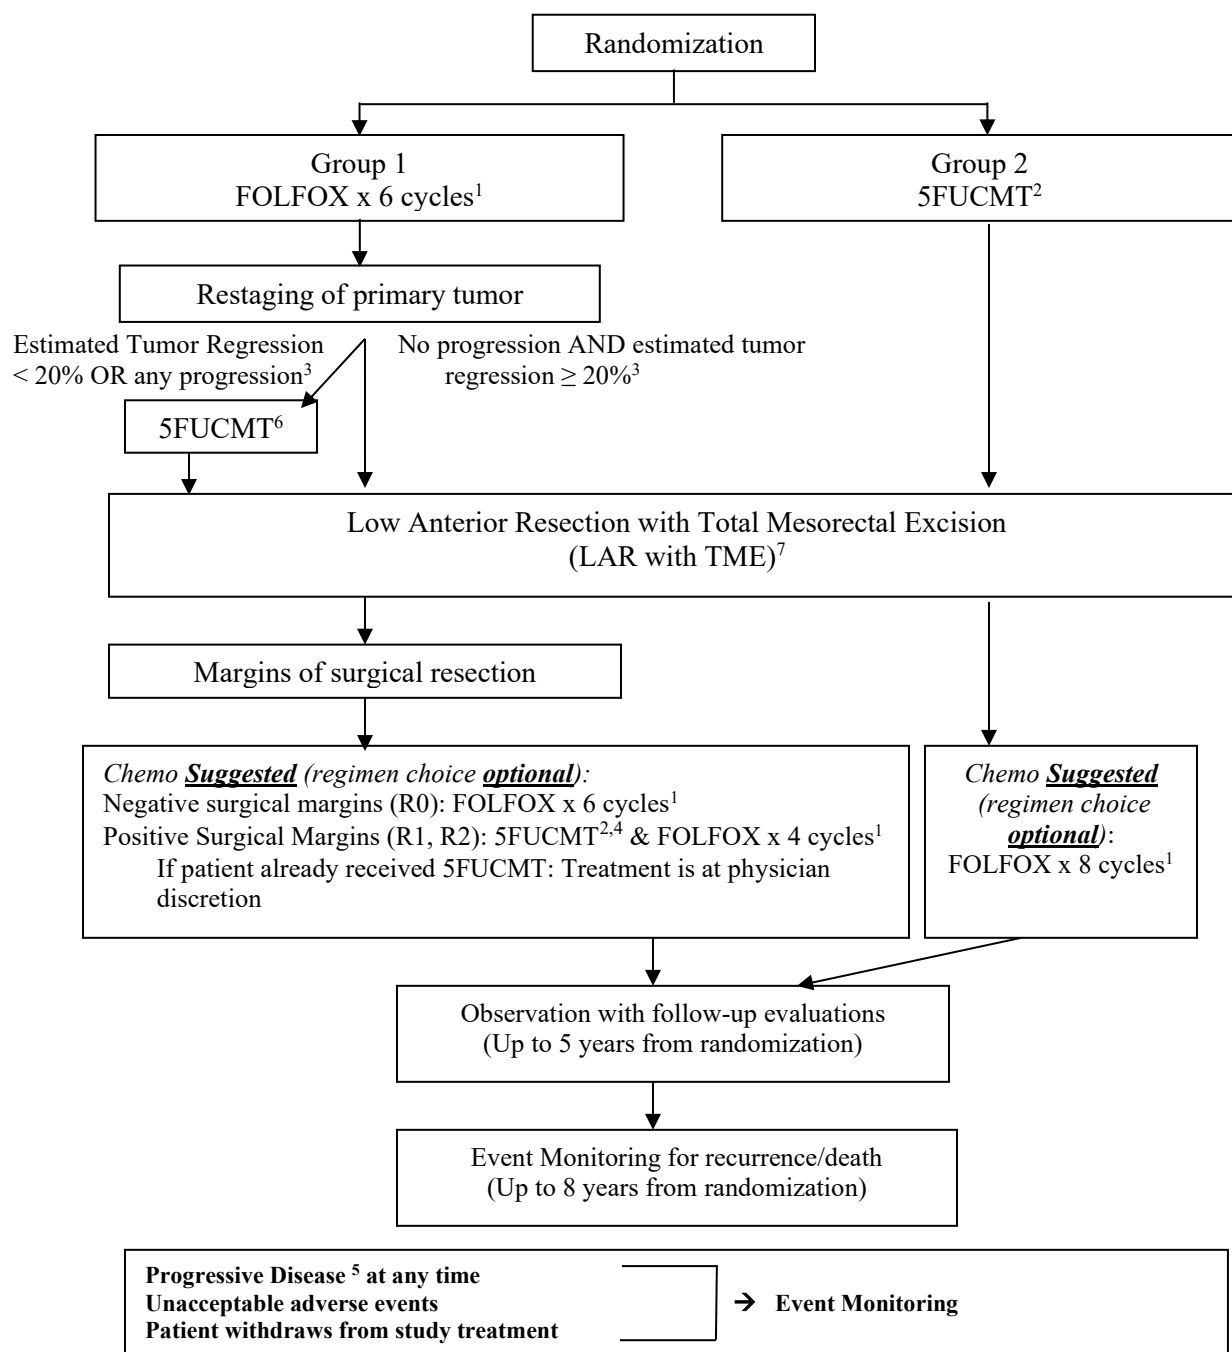 Randomization
Group 1
FOLFOX x 6 cycles¹
Group 2
5FUCMT²
Restaging of primary tumor
Estimated Tumor Regression
< 20% OR any progression³
No progression AND estimated tumor
regression ≥ 20%³
5FUCMT⁶
Low Anterior Resection with Total Mesorectal Excision
(LAR with TME)⁷
Margins of surgical resection
Chemo Suggested (regimen choice optional):
Negative surgical margins (R0): FOLFOX x 6 cycles¹
Positive Surgical Margins (R1, R2): 5FUCMT²,⁴ & FOLFOX x 4 cycles¹
If patient already received 5FUCMT: Treatment is at physician
discretion
Chemo Suggested
(regimen choice
optional):
FOLFOX x 8 cycles¹
Observation with follow-up evaluations
(Up to 5 years from randomization)
Event Monitoring for recurrence/death
(Up to 8 years from randomization)
Progressive Disease ⁵ at any time
Unacceptable adverse events
Patient withdraws from study treatment
→ Event Monitoring